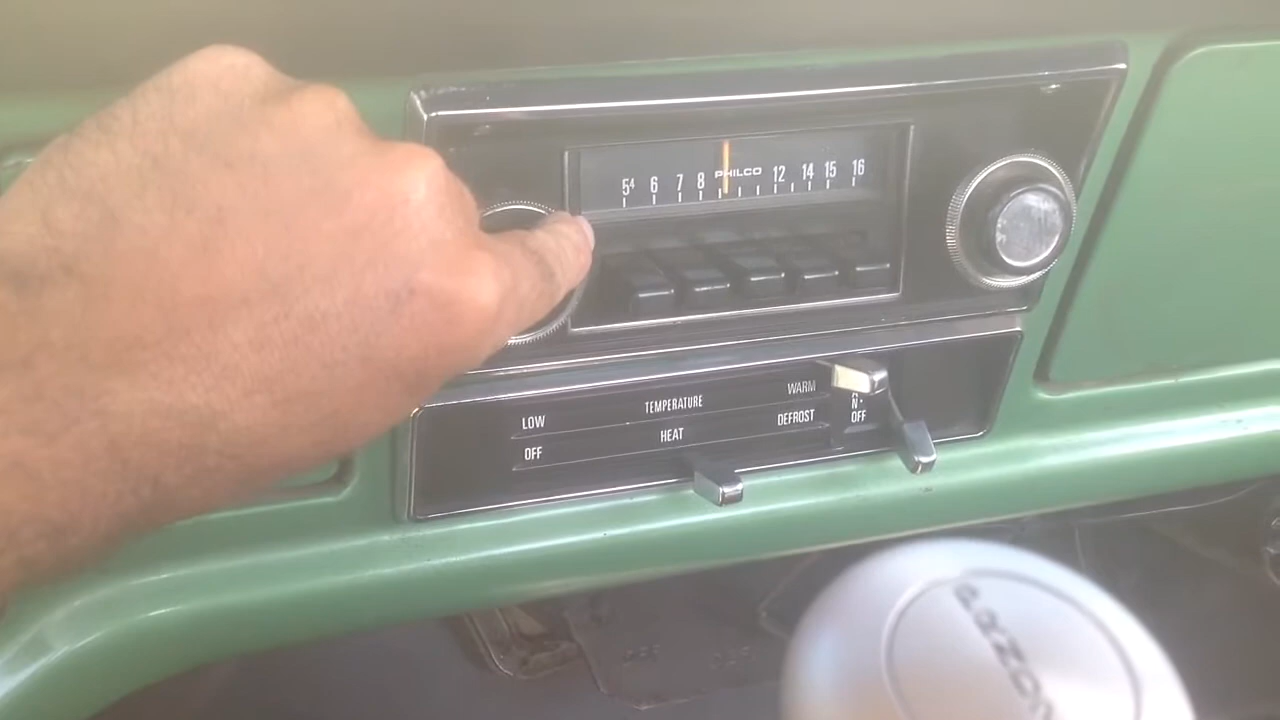 5⁴ 6 7 8 PHILCO 12 14 15 16
WARM
LOW TEMPERATURE
DEFROST
OFF HEAT
OFF